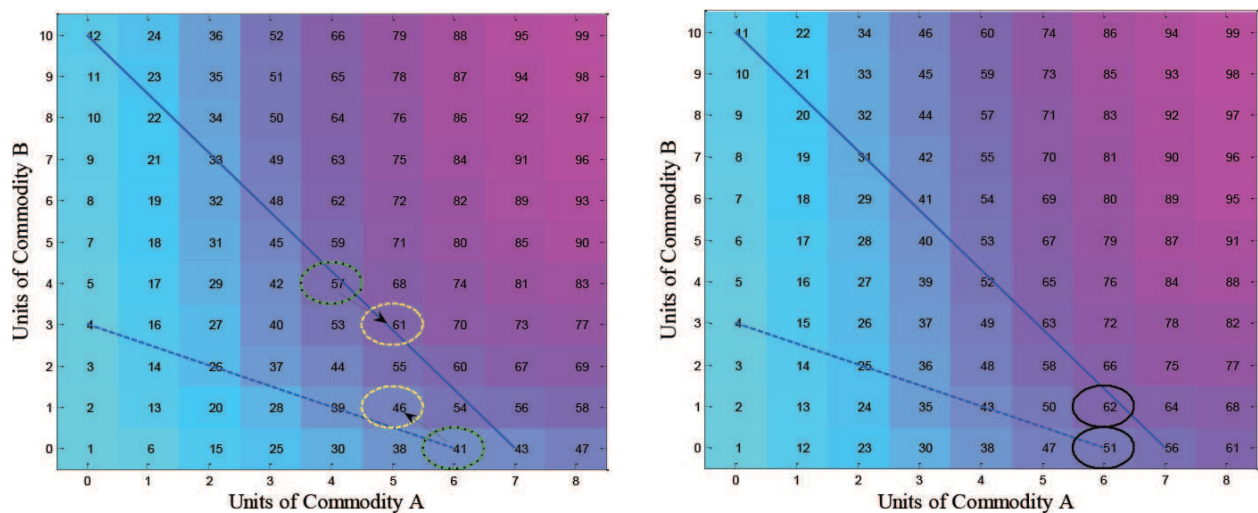 10 12 24 36 52 66 79 88 95 99
9 11 23 35 51 65 78 87 94 98
8 10 22 34 50 64 76 86 92 97
7 9 21 33 49 63 75 84 91 96
6 8 19 32 48 62 72 82 89 93
5 7 18 31 45 59 71 80 85 90
4 5 17 29 42 57 68 74 81 83
3 4 16 27 40 53 61 70 73 77
2 3 14 26 37 44 55 60 67 69
1 2 13 20 28 39 46 54 56 58
0 1 6 15 25 30 38 41 43 47
0 1 2 3 4 5 6 7 8
Units of Commodity A
Units of Commodity B
10 11 22 34 46 60 74 86 94 99
9 10 21 33 45 59 73 85 93 98
8 9 20 32 44 57 71 83 92 97
7 8 19 31 42 55 70 81 90 96
6 7 18 29 41 54 69 80 89 95
5 6 17 28 40 53 67 79 87 91
4 5 16 27 39 52 65 76 84 88
3 4 15 26 37 49 63 72 78 82
2 3 14 25 36 48 58 66 75 77
1 2 13 24 35 43 50 62 64 68
0 1 12 23 30 38 47 51 56 61
0 1 2 3 4 5 6 7 8
Units of Commodity A
Units of Commodity B